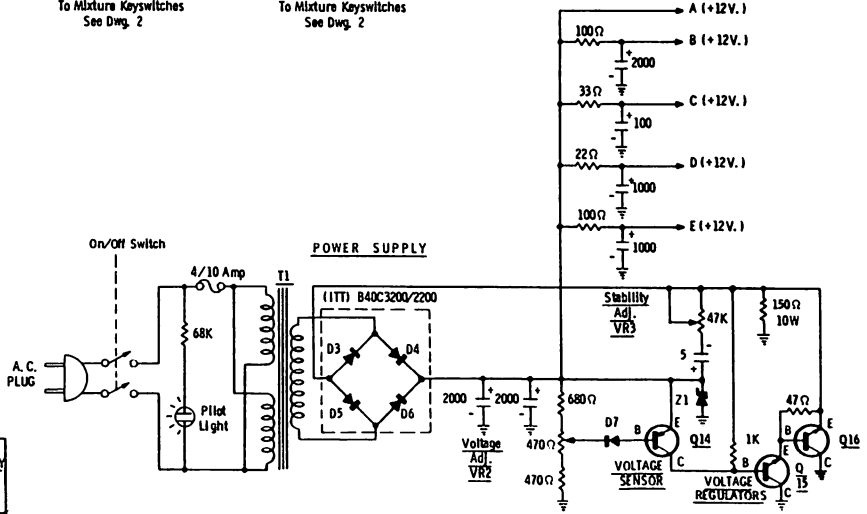 To Mixture Keyswitches
See Dwg. 2
To Mixture Keyswitches
See Dwg. 2
A (+12V.)
100Ω
B (+12V.)
+
2000
-
33Ω
C (+12V.)
+
100
-
22Ω
D (+12V.)
+
1000
-
100Ω
E (+12V.)
+
1000
-
On/Off Switch
POWER SUPPLY
4/10 Amp
T1
(ITT) B40C3200/2200
Stability
Adj.
VR3
47K
150Ω
10W
68K
D3
D4
5
-
+
A.C.
PLUG
D5
D6
2000
+
-
2000
+
-
680Ω
Z1
47Ω
Pilot
Light
D7
B
E
Q14
C
1K
B
E
Q16
C
Voltage
Adj.
VR2
470Ω
470Ω
VOLTAGE
SENSOR
B
E
Q
15
C
VOLTAGE
REGULATORS
Y